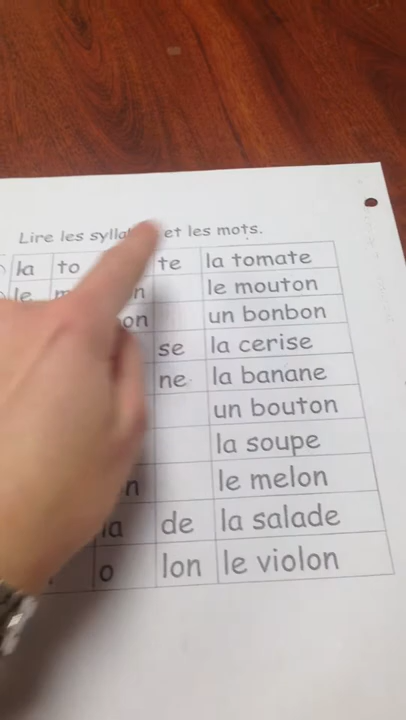 Lire les et les mots.
la to te la tomate
le le mouton
on un bonbon
se la cerise
ne la banane
un bouton
la soupe
le melon
la de la salade
o lon le violon